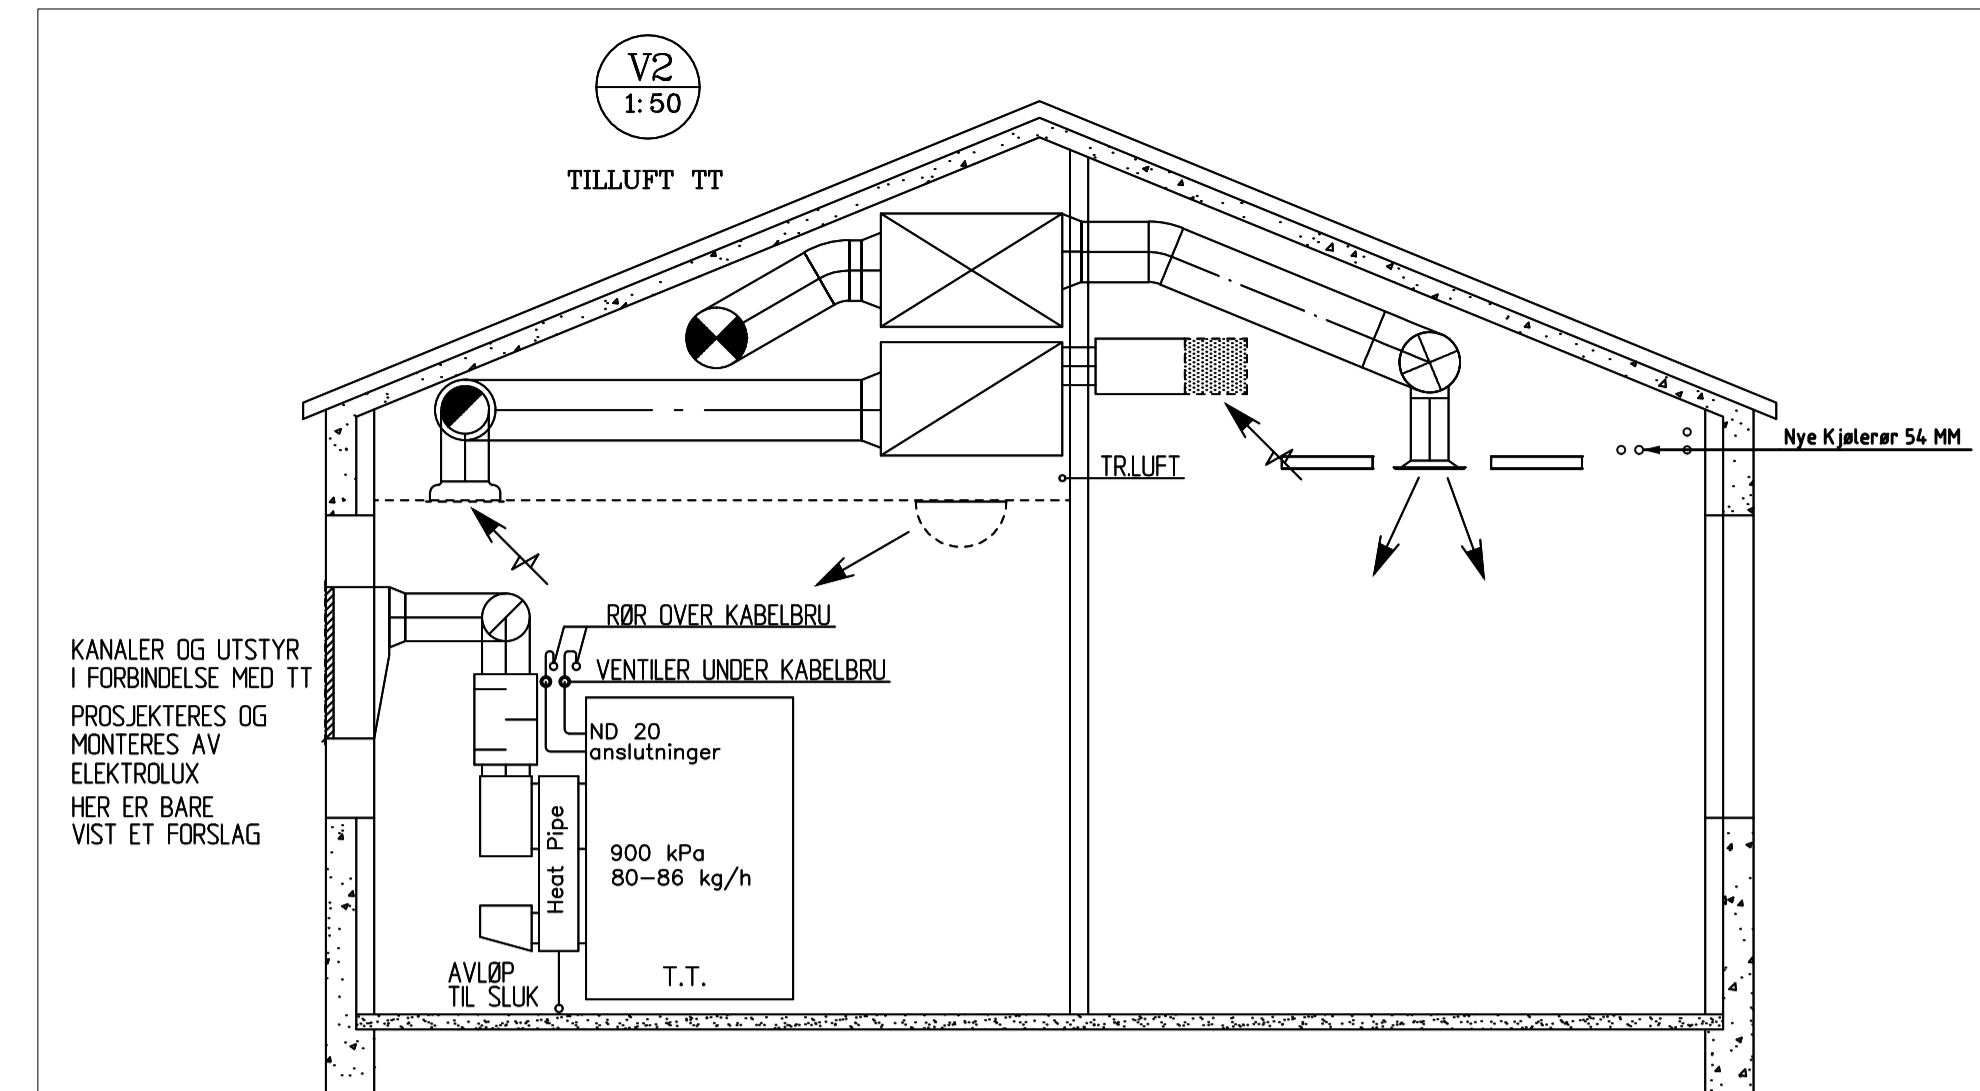 V2
1:50
TILLUFT TT
Nye Kjølerør 54 MM
TR.LUFT
RØR OVER KABELBRU
VENTILER UNDER KABELBRU
KANALER OG UTSTYR
I FORBINDELSE MED TT
PROSJEKTERES OG
MONTERES AV
ELEKTROLUX
HER ER BARE
VIST ET FORSLAG
ND 20
anslutninger
Heat Pipe
900 kPa
80-86 kg/h
T.T.
AVLØP
TIL SLUK